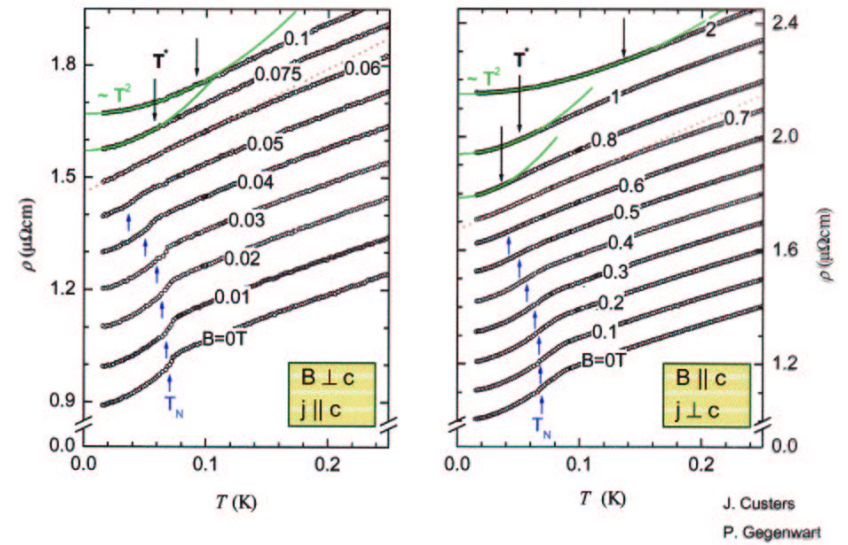 ρ (μΩcm)
1.8
1.5
1.2
0.9
0.0
~ T²
T*
0.1
0.075
0.06
0.05
0.04
0.03
0.02
0.01
B=0T
T_N
B ⊥ c
j || c
0.0 0.1 0.2
T (K)
~ T²
T*
2
1
0.8
0.7
0.6
0.5
0.4
0.3
0.2
0.1
B=0T
T_N
B || c
j ⊥ c
2.4
2.0
1.6
1.2
0.0
ρ (μΩcm)
0.0 0.1 0.2
T (K)
J. Custers
P. Gegenwart